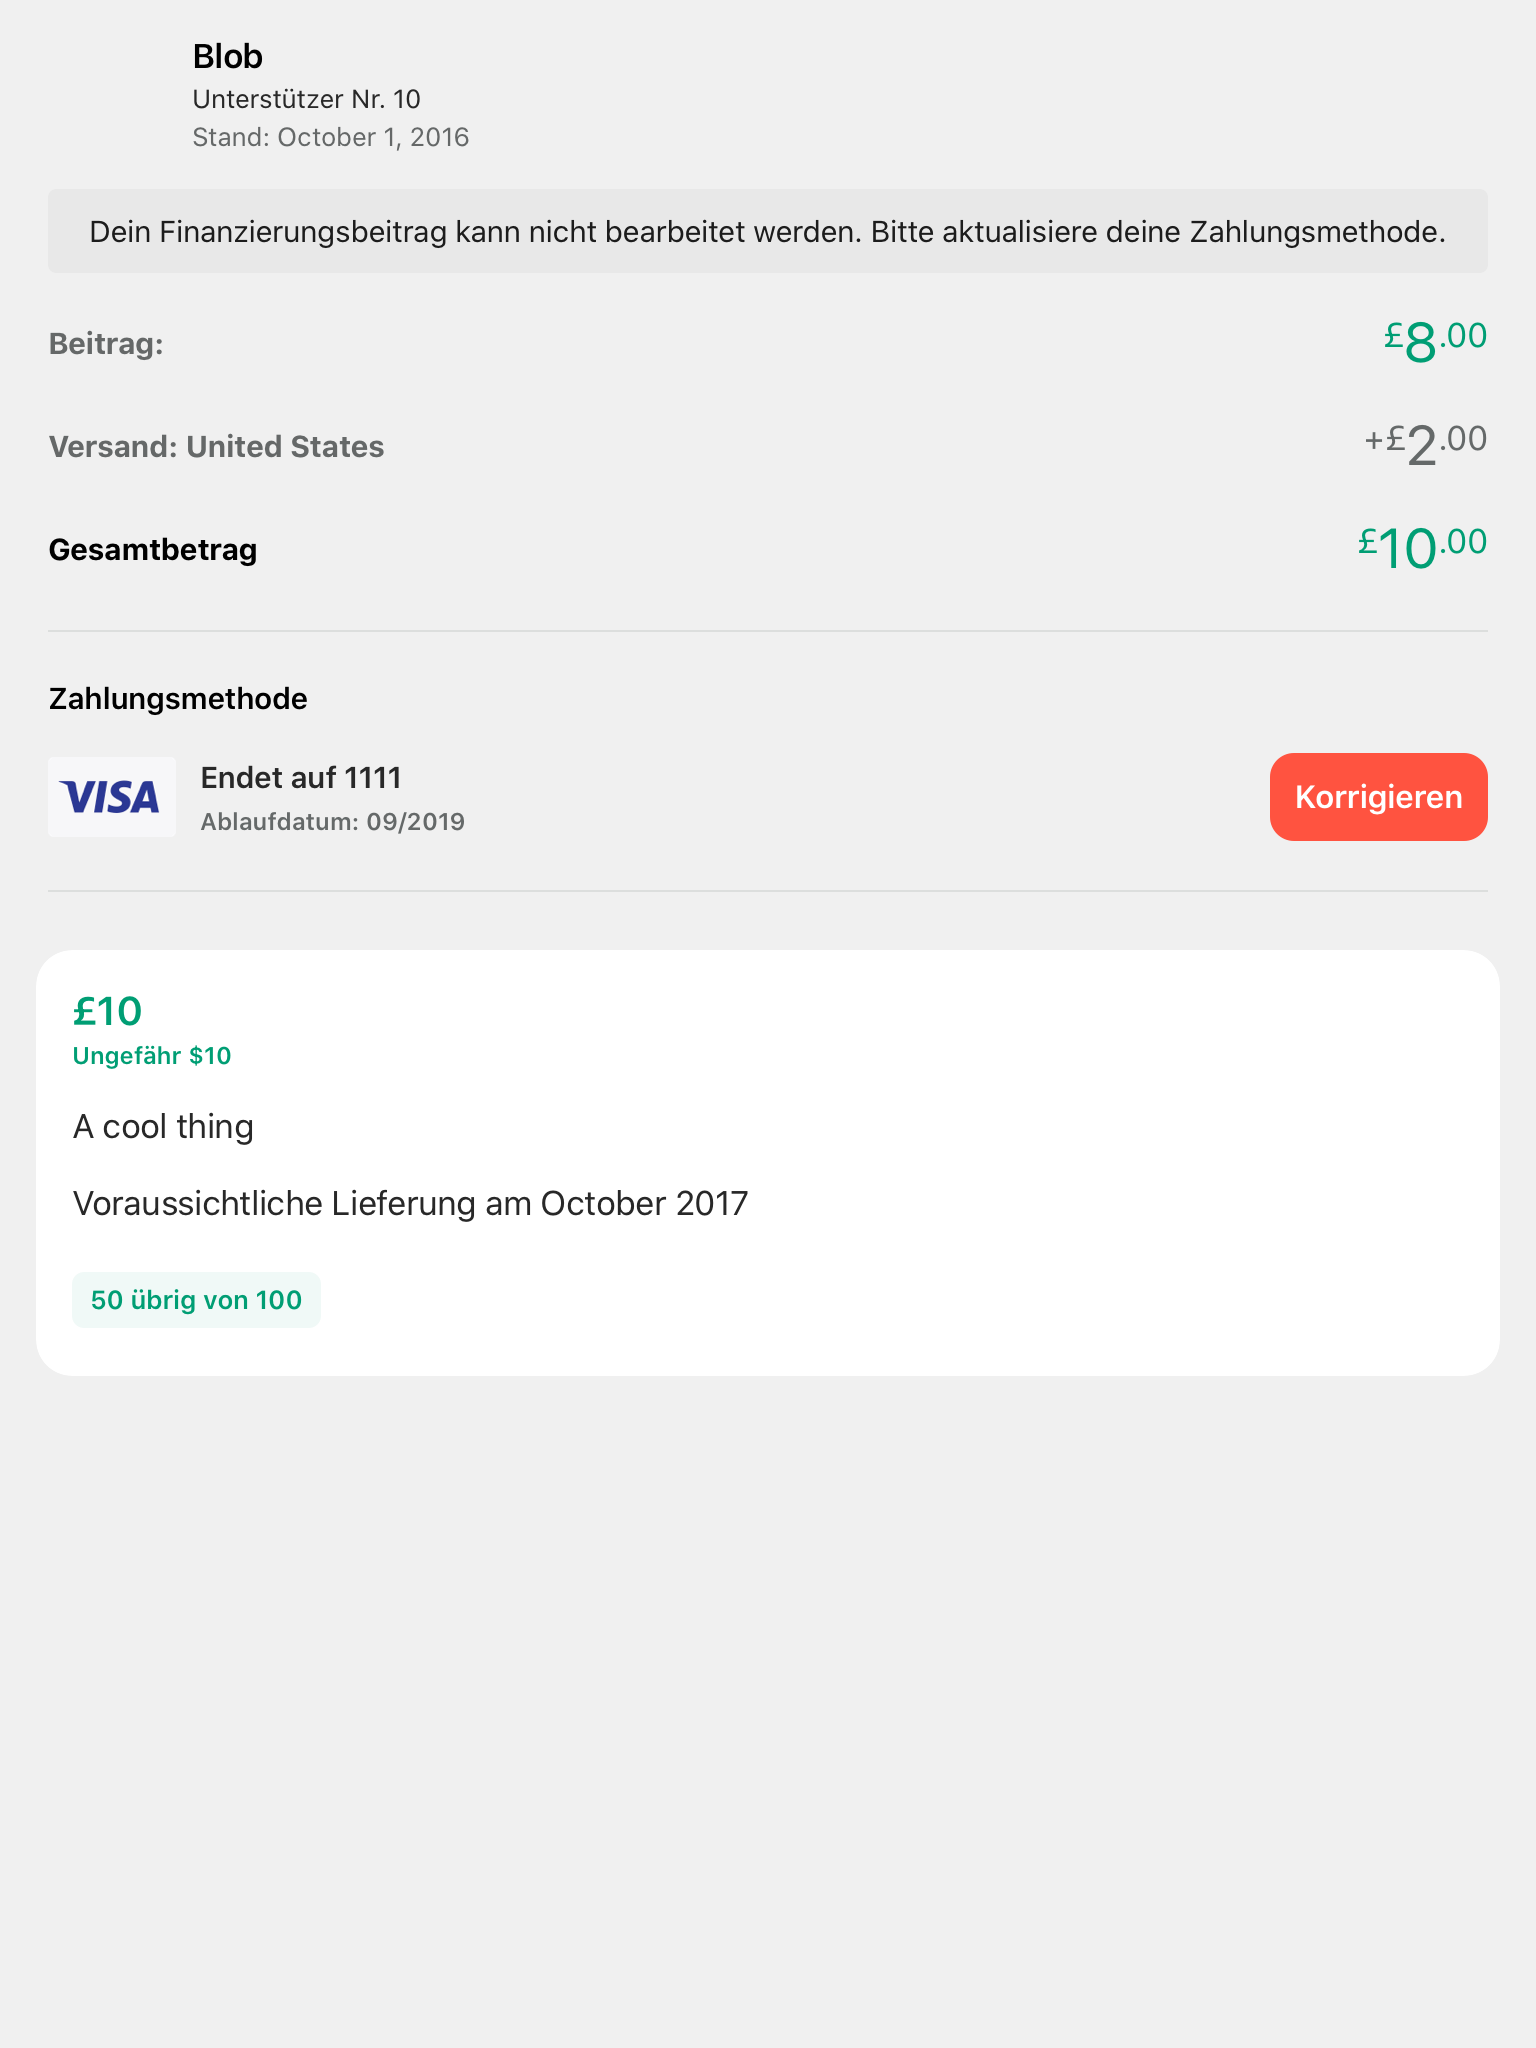 Blob
Unterstützer Nr. 10
Stand: October 1, 2016
Dein Finanzierungsbeitrag kann nicht bearbeitet werden. Bitte aktualisiere deine Zahlungsmethode.
Beitrag: £8.00
Versand: United States +£2.00
Gesamtbetrag £10.00
Zahlungsmethode
VISA
Endet auf 1111
Ablaufdatum: 09/2019
Korrigieren
£10
Ungefähr $10
A cool thing
Voraussichtliche Lieferung am October 2017
50 übrig von 100